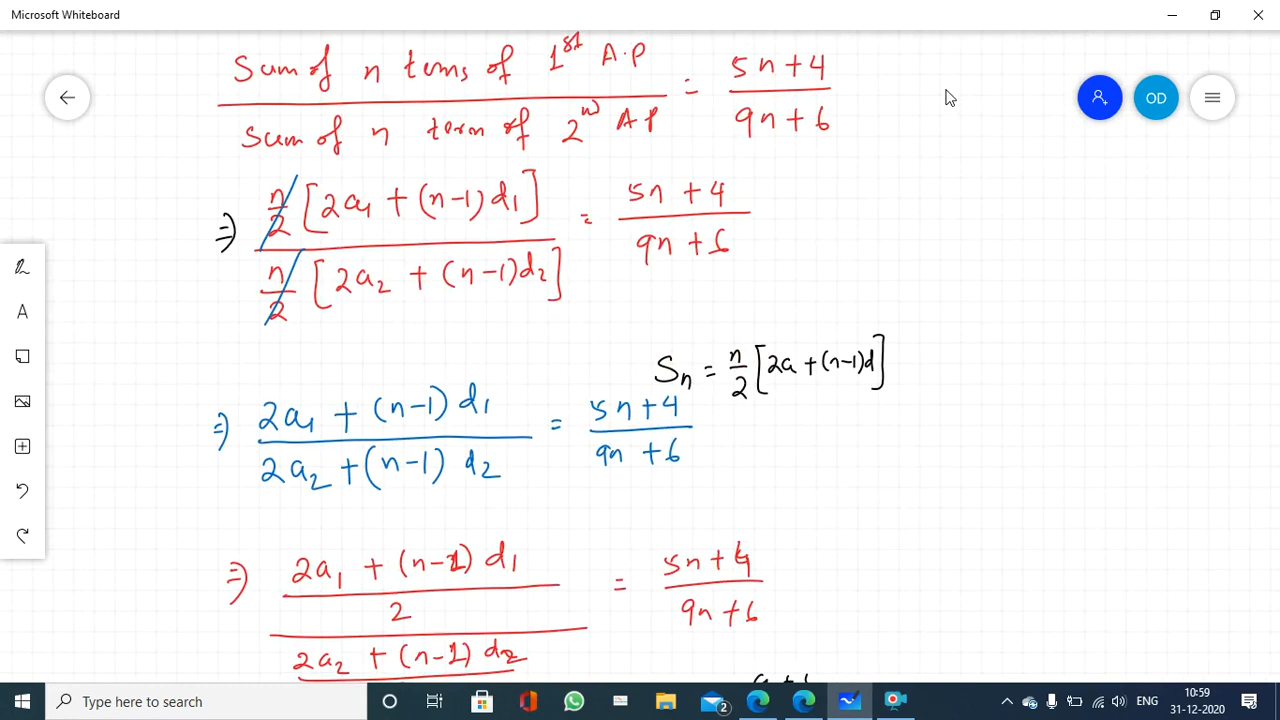 Microsoft Whiteboard
Sum of n terms of 1st A.P / Sum of n term of 2nd A P = 5n+4 / 9n+6
⇒ n/2 [2a₁ + (n-1)d₁] / n/2 [2a₂ + (n-1)d₂] = 5n+4 / 9n+6
Sₙ = n/2 [2a + (n-1)d]
⇒ 2a₁ + (n-1) d₁ / 2a₂ + (n-1) d₂ = 5n+4 / 9n+6
⇒ 2a₁ + (n-1) d₁ / 2 / 2a₂ + (n-1) d₂ = 5n+4 / 9n+6
OD
A
Type here to search
2
ENG
10:59
31-12-2020